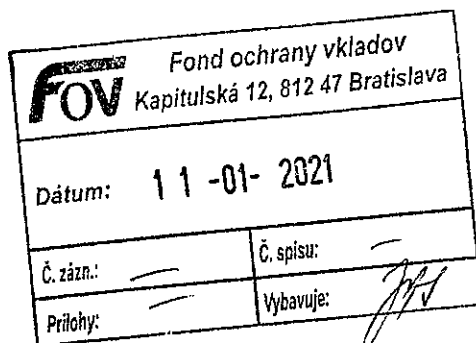 FOV
Fond ochrany vkladov
Kapitulská 12, 812 47 Bratislava
Dátum: 11 -01- 2021
Č. zázn.: —
Č. spisu: —
Prílohy: —
Vybavuje: